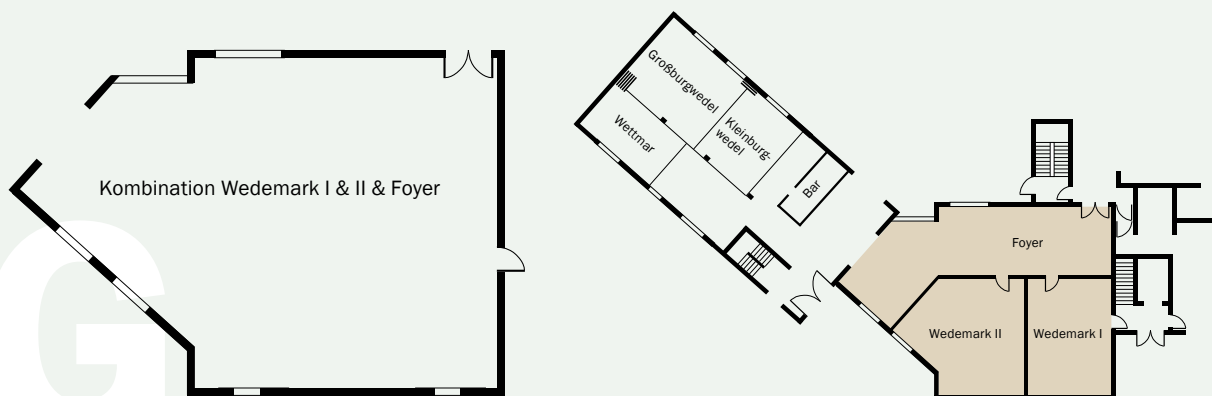 G
Kombination Wedemark I & II & Foyer
Großburgwedel
Wettmar
Kleinburg-
wedel
Bar
Foyer
Wedemark II
Wedemark I